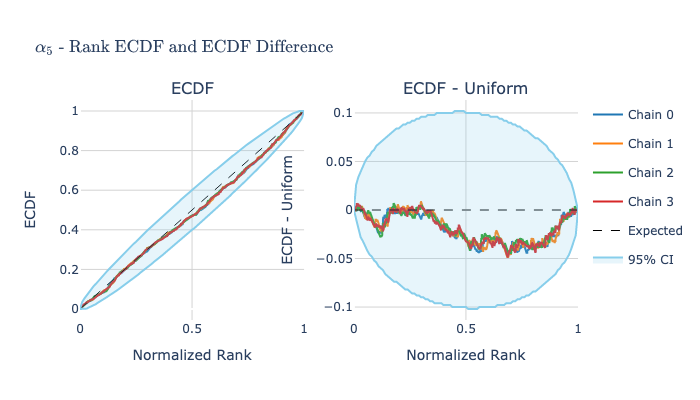 α₅ - Rank ECDF and ECDF Difference
ECDF
ECDF - Uniform
1
0.8
0.6
0.4
0.2
0
0
0.5
1
ECDF
Normalized Rank
0.1
0.05
0
−0.05
−0.1
0
0.5
1
ECDF - Uniform
Normalized Rank
Chain 0
Chain 1
Chain 2
Chain 3
Expected
95% CI